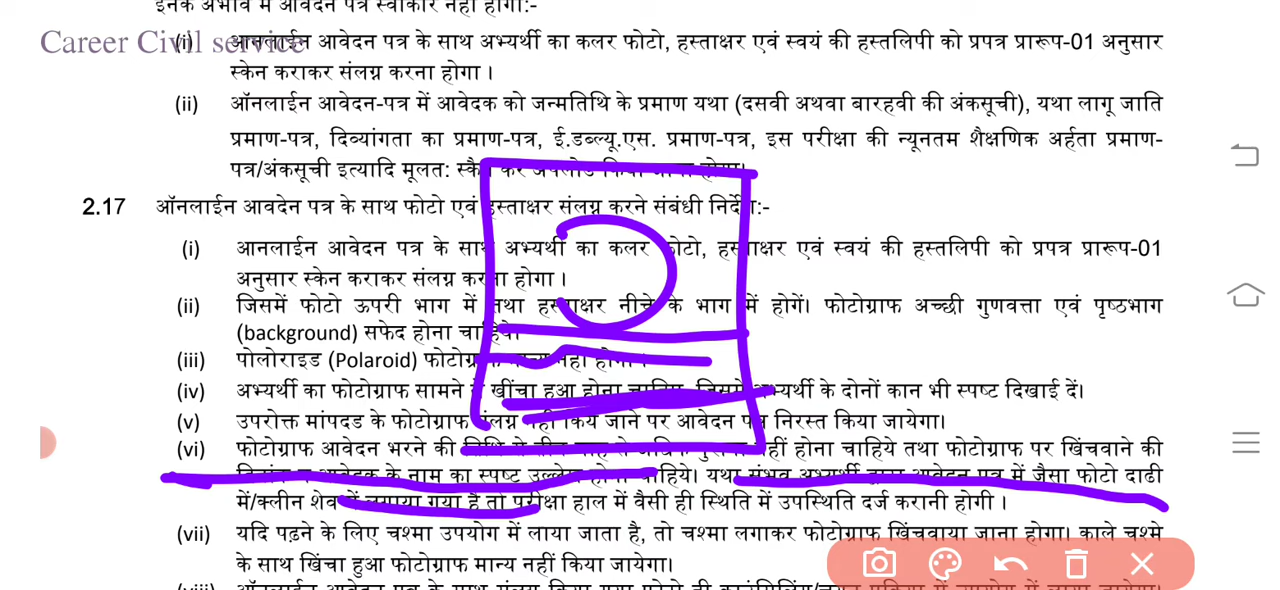 इनके अभाव में आवेदन पत्र स्वीकार नहीं होगा:-
Career Civil service
(i) आनलाईन आवेदन पत्र के साथ अभ्यर्थी का कलर फोटो, हस्ताक्षर एवं स्वयं की हस्तलिपी को प्रपत्र प्रारूप-01 अनुसार
स्केन कराकर संलग्न करना होगा ।
(ii) ऑनलाईन आवेदन-पत्र में आवेदक को जन्मतिथि के प्रमाण यथा (दसवी अथवा बारहवी की अंकसूची), यथा लागू जाति
प्रमाण-पत्र, दिव्यांगता का प्रमाण-पत्र, ई.डब्ल्यू.एस. प्रमाण-पत्र, इस परीक्षा की न्यूनतम शैक्षणिक अर्हता प्रमाण-
पत्र/अंकसूची इत्यादि मूलत: स्कैन कर अपलोड किया जाना होगा।
2.17 ऑनलाईन आवदेन पत्र के साथ फोटो एवं हस्ताक्षर संलग्न करने संबंधी निर्देश:-
(i) आनलाईन आवेदन पत्र के साथ अभ्यर्थी का कलर फोटो, हस्ताक्षर एवं स्वयं की हस्तलिपी को प्रपत्र प्रारूप-01
अनुसार स्केन कराकर संलग्न करना होगा ।
(ii) जिसमें फोटो ऊपरी भाग में तथा हस्ताक्षर नीचे के भाग में होगें। फोटोग्राफ अच्छी गुणवत्ता एवं पृष्ठभाग
(background) सफेद होना चाहिये।
(iii) पोलोराइड (Polaroid) फोटोग्राफ मान्य नहीं होगा ।
(iv) अभ्यर्थी का फोटोग्राफ सामने से खींचा हुआ होना चाहिए, जिसमें अभ्यर्थी के दोनों कान भी स्पष्ट दिखाई दें।
(v) उपरोक्त मांपदड के फोटोग्राफ संलग्न नहीं किये जाने पर आवेदन पत्र निरस्त किया जायेगा।
(vi) फोटोग्राफ आवेदन भरने की तिथि से तीन माह से अधिक पुराना नहीं होना चाहिये तथा फोटोग्राफ पर खिंचवाने की
दिनांक व आवेदक के नाम का स्पष्ट उल्लेख होना चाहिये। यथा संभव अभ्यर्थी द्वारा आवेदन पत्र में जैसा फोटो दाढी
में/क्लीन शेव में लगाया गया है तो परीक्षा हाल में वैसी ही स्थिति में उपस्थिति दर्ज करानी होगी ।
(vii) यदि पढ़ने के लिए चश्मा उपयोग में लाया जाता है, तो चश्मा लगाकर फोटोग्राफ खिंचवाया जाना होगा। काले चश्मे
के साथ खिंचा हुआ फोटोग्राफ मान्य नहीं किया जायेगा।